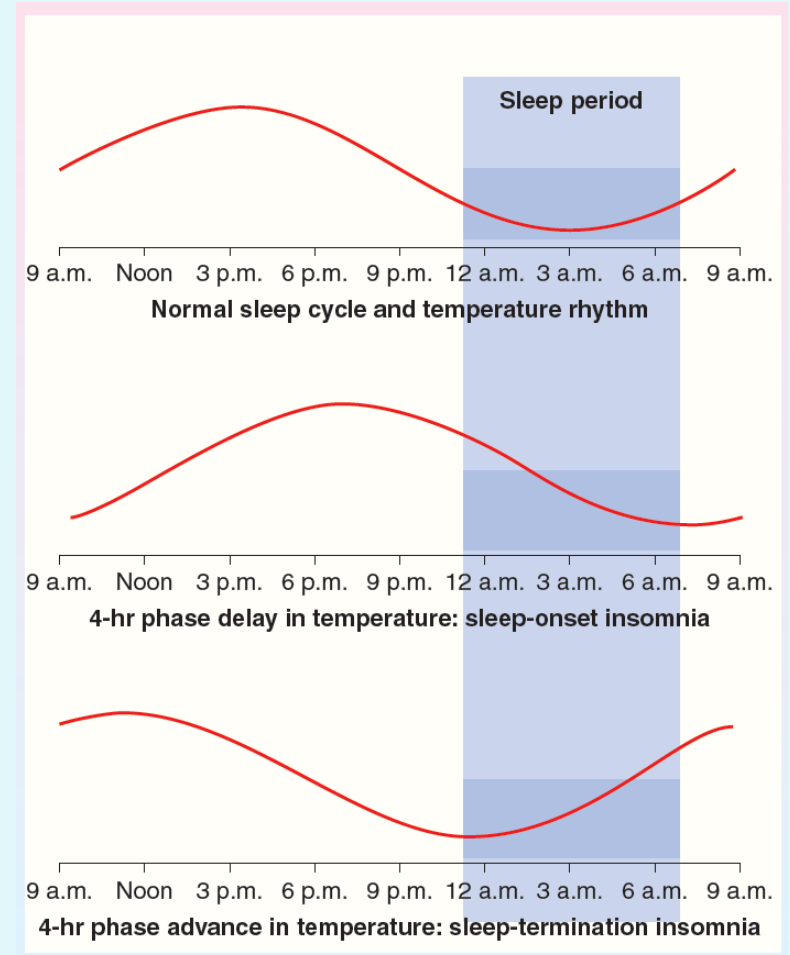 Sleep period
9 a.m. Noon 3 p.m. 6 p.m. 9 p.m. 12 a.m. 3 a.m. 6 a.m. 9 a.m.
Normal sleep cycle and temperature rhythm
9 a.m. Noon 3 p.m. 6 p.m. 9 p.m. 12 a.m. 3 a.m. 6 a.m. 9 a.m.
4-hr phase delay in temperature: sleep-onset insomnia
9 a.m. Noon 3 p.m. 6 p.m. 9 p.m. 12 a.m. 3 a.m. 6 a.m. 9 a.m.
4-hr phase advance in temperature: sleep-termination insomnia